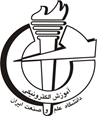 آموزش الکترونیکی
دانشگاه علم و صنعت ایران